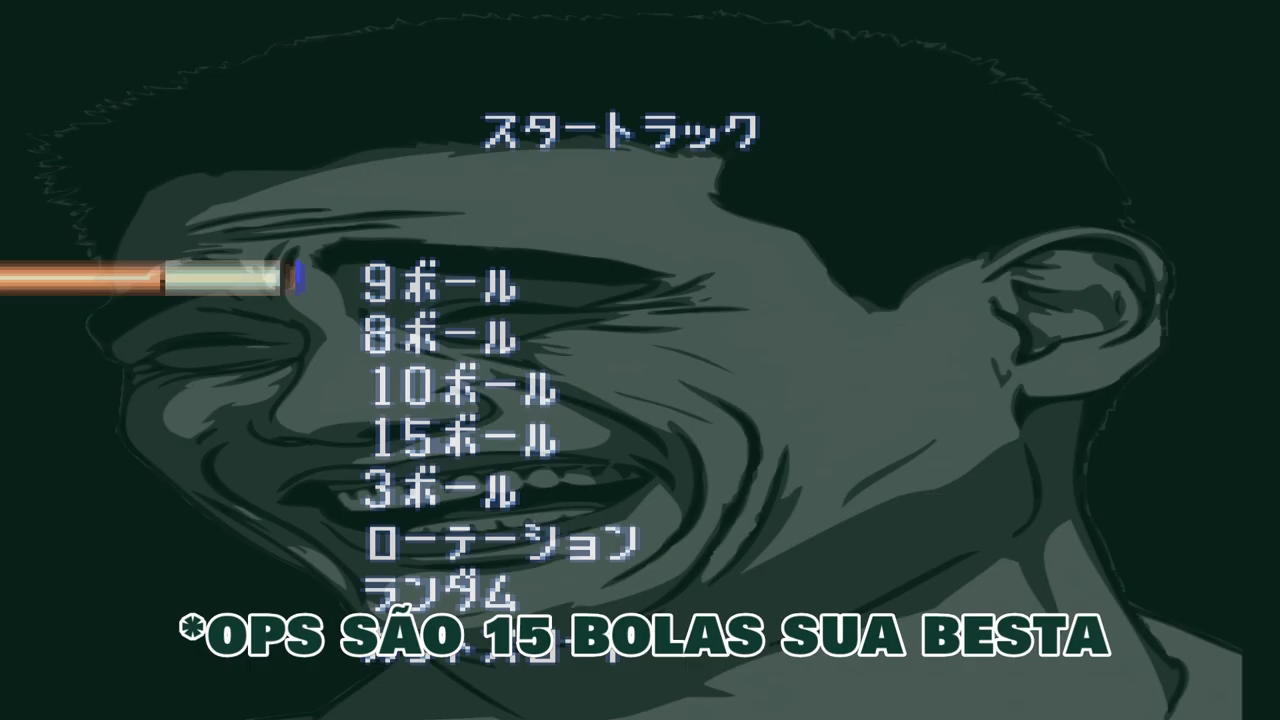 スタートラック
9ボール
8ボール
10ボール
15ボール
3ボール
ローテーション
ランダム
*OPS SÃO 15 BOLAS SUA BESTA